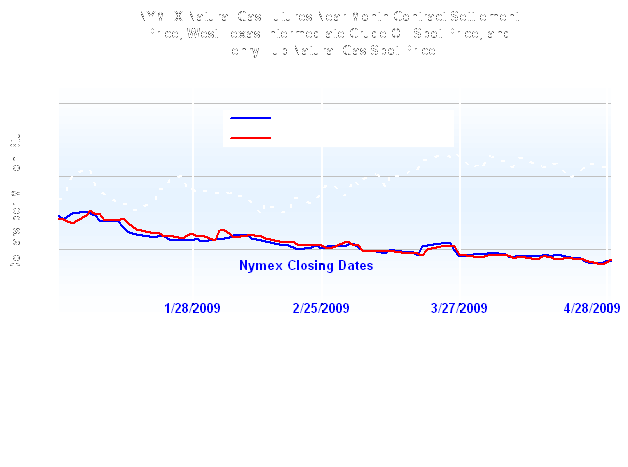 NYMEX Natural Gas Futures Near Month Contract Settlement
Price, West Texas Intermediate Crude Oil Spot Price, and
Henry Hub Natural Gas Spot Price
Nymex Closing Dates
1/28/2009
2/25/2009
3/27/2009
4/28/2009